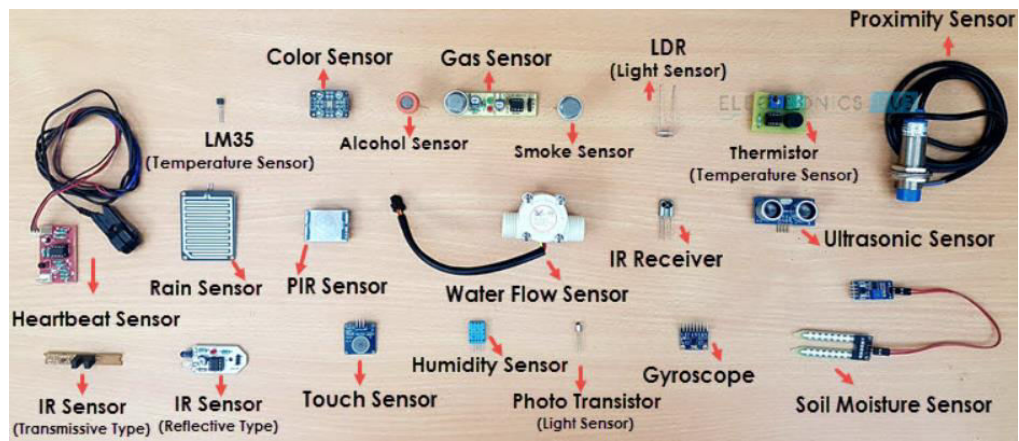 Proximity Sensor
Color Sensor
Gas Sensor
LDR
(Light Sensor)
ELECTRONICS HUB
LM35
(Temperature Sensor)
Alcohol Sensor
Smoke Sensor
Thermistor
(Temperature Sensor)
Rain Sensor
PIR Sensor
Water Flow Sensor
IR Receiver
Ultrasonic Sensor
Heartbeat Sensor
Humidity Sensor
Gyroscope
IR Sensor
(Transmissive Type)
IR Sensor
(Reflective Type)
Touch Sensor
Photo Transistor
(Light Sensor)
Soil Moisture Sensor